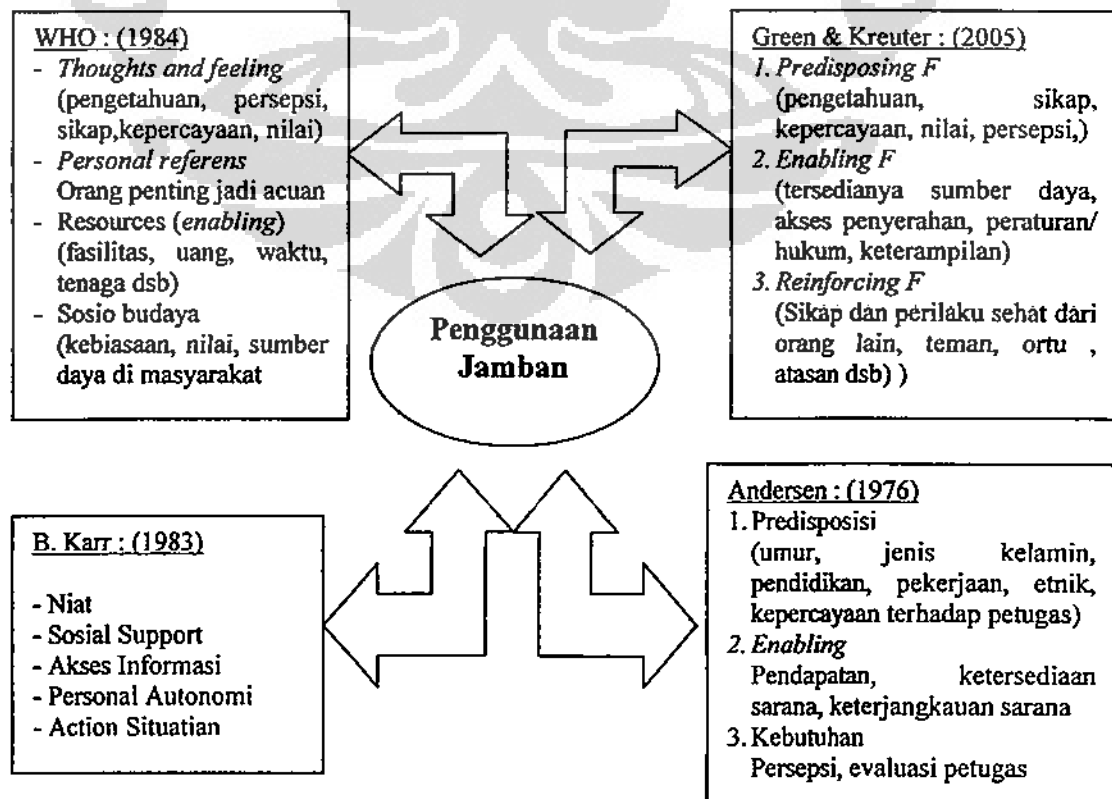 WHO : (1984)
- Thoughts and feeling
(pengetahuan, persepsi,
sikap,kepercayaan, nilai)
- Personal referens
Orang penting jadi acuan
- Resources (enabling)
(fasilitas, uang, waktu,
tenaga dsb)
- Sosio budaya
(kebiasaan, nilai, sumber
daya di masyarakat
Green & Kreuter : (2005)
1. Predisposing F
(pengetahuan, sikap,
kepercayaan, nilai, persepsi,)
2. Enabling F
(tersedianya sumber daya,
akses penyerahan, peraturan/
hukum, keterampilan)
3. Reinforcing F
(Sikap dan perilaku sehat dari
orang lain, teman, ortu ,
atasan dsb) )
Penggunaan
Jamban
B. Karr : (1983)
- Niat
- Sosial Support
- Akses Informasi
- Personal Autonomi
- Action Situatian
Andersen : (1976)
1. Predisposisi
(umur, jenis kelamin,
pendidikan, pekerjaan, etnik,
kepercayaan terhadap petugas)
2. Enabling
Pendapatan, ketersediaan
sarana, keterjangkauan sarana
3. Kebutuhan
Persepsi, evaluasi petugas